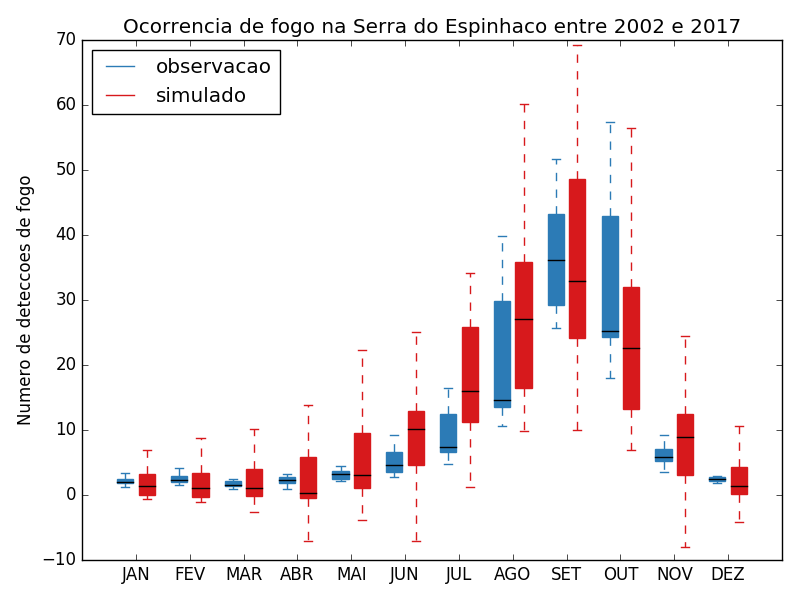 Ocorrencia de fogo na Serra do Espinhaco entre 2002 e 2017
observacao
simulado
Numero de deteccoes de fogo
70
60
50
40
30
20
10
0
−10
JAN FEV MAR ABR MAI JUN JUL AGO SET OUT NOV DEZ